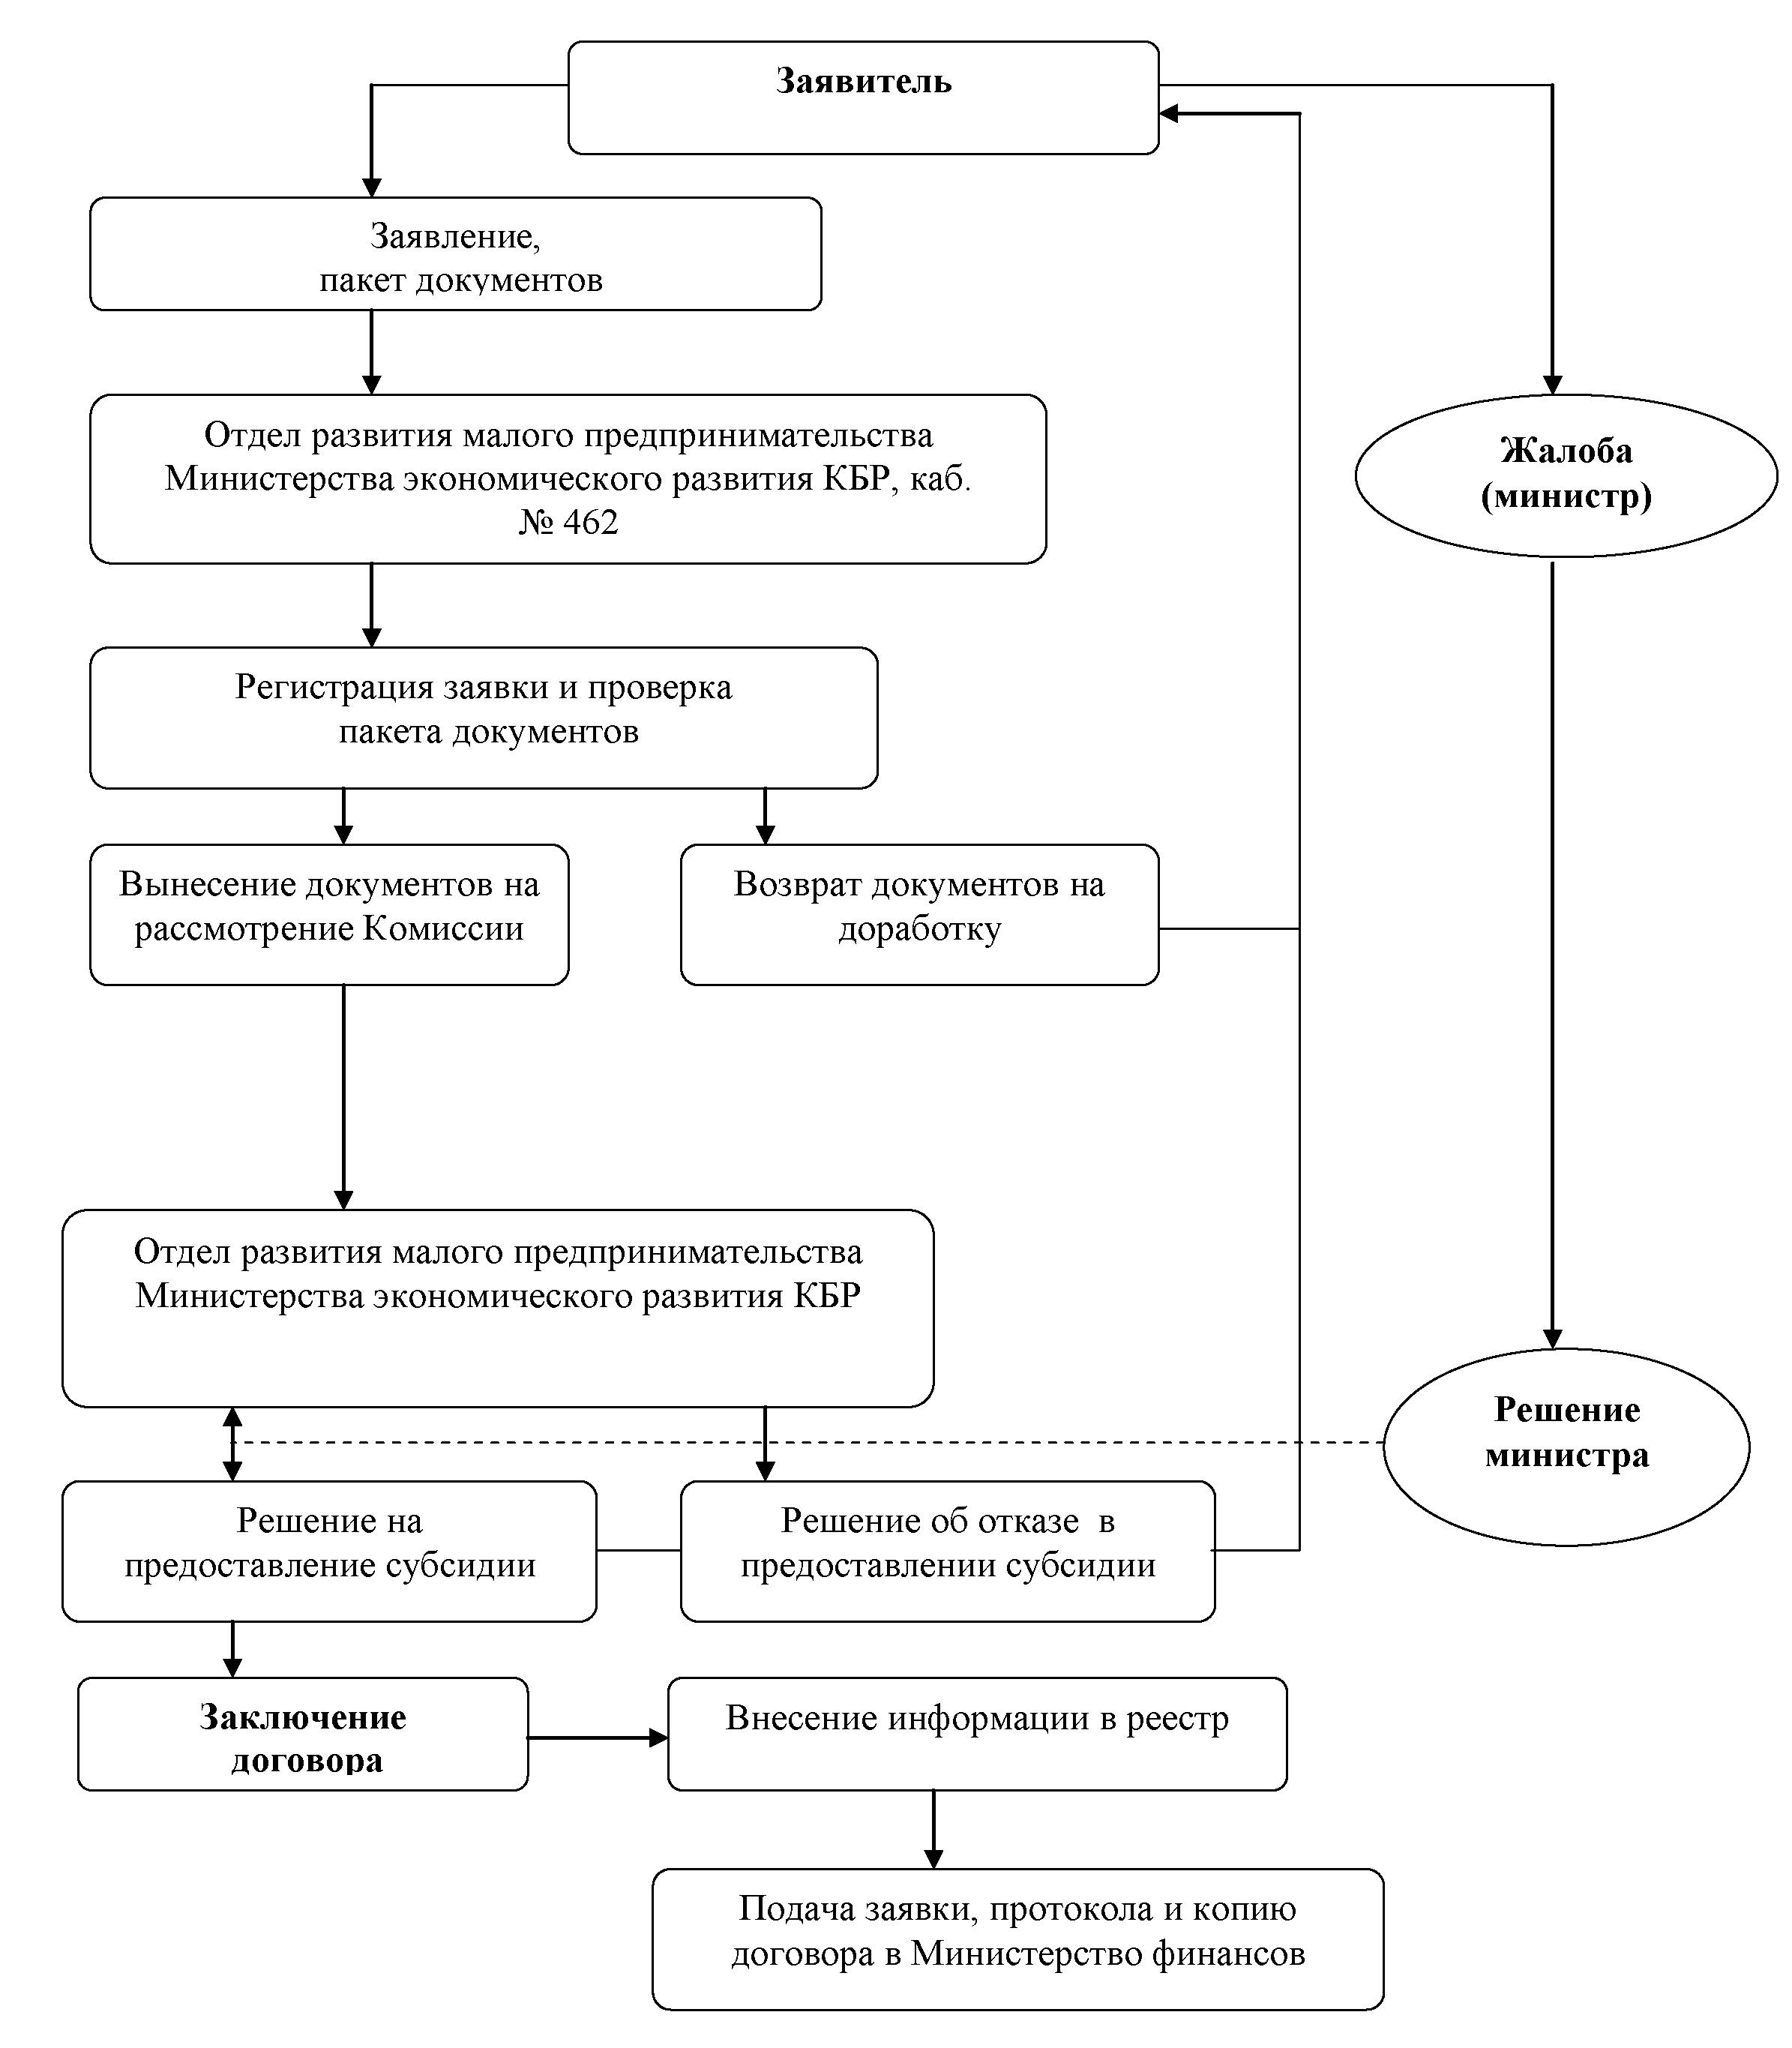 Заявитель
Заявление,
пакет документов
Отдел развития малого предпринимательства
Министерства экономического развития КБР, каб.
№ 462
Жалоба
(министр)
Регистрация заявки и проверка
пакета документов
Вынесение документов на
рассмотрение Комиссии
Возврат документов на
доработку
Отдел развития малого предпринимательства
Министерства экономического развития КБР
Решение
министра
Решение на
предоставление субсидии
Решение об отказе  в
предоставлении субсидии
Заключение
договора
Внесение информации в реестр
Подача заявки, протокола и копию
договора в Министерство финансов